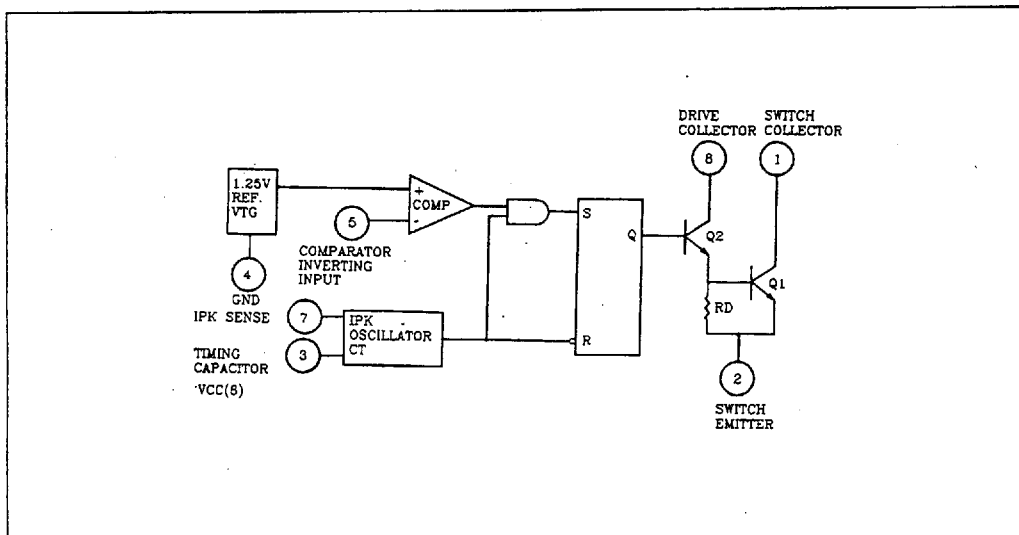 DRIVE
COLLECTOR
SWITCH
COLLECTOR
8
1
1.25V
REF.
VTG
+
COMP
-
5
COMPARATOR
INVERTING
INPUT
S
Q
R
Q2
Q1
RD
4
GND
IPK SENSE
7
IPK
OSCILLATOR
CT
TIMING
CAPACITOR
3
VCC(6)
2
SWITCH
EMITTER